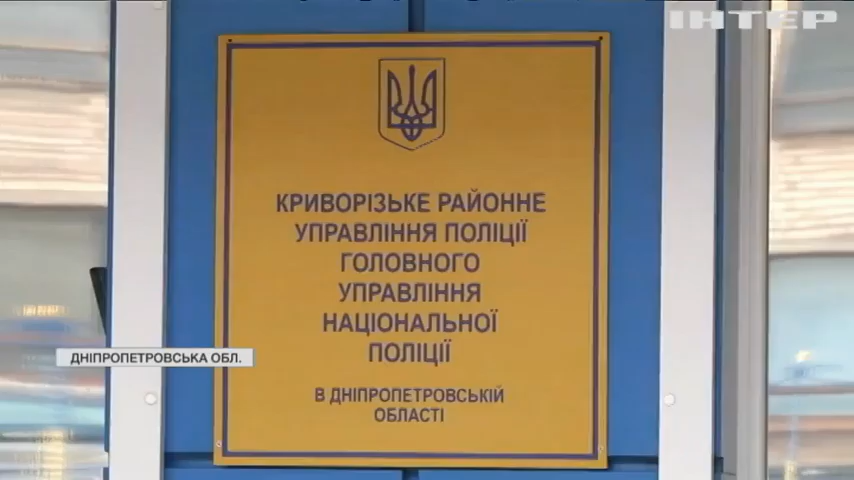 ІНТЕР
КРИВОРІЗЬКЕ РАЙОННЕ
УПРАВЛІННЯ ПОЛІЦІЇ
ГОЛОВНОГО
УПРАВЛІННЯ
НАЦІОНАЛЬНОЇ
ПОЛІЦІЇ
В ДНІПРОПЕТРОВСЬКІЙ
ОБЛАСТІ
ДНІПРОПЕТРОВСЬКА ОБЛ.